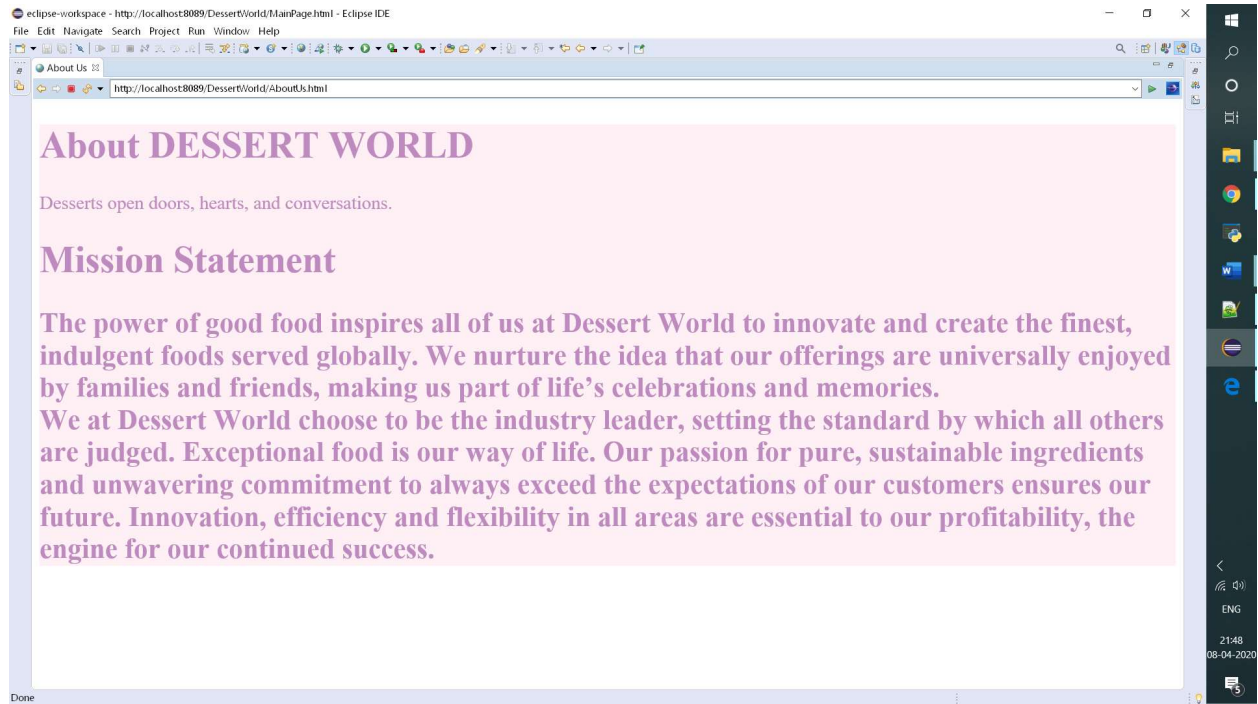 eclipse-workspace - http://localhost:8089/DessertWorld/MainPage.html - Eclipse IDE
File Edit Navigate Search Project Run Window Help
About Us
http://localhost:8089/DessertWorld/AboutUs.html
About DESSERT WORLD
Desserts open doors, hearts, and conversations.
Mission Statement
The power of good food inspires all of us at Dessert World to innovate and create the finest,
indulgent foods served globally. We nurture the idea that our offerings are universally enjoyed
by families and friends, making us part of life’s celebrations and memories.
We at Dessert World choose to be the industry leader, setting the standard by which all others
are judged. Exceptional food is our way of life. Our passion for pure, sustainable ingredients
and unwavering commitment to always exceed the expectations of our customers ensures our
future. Innovation, efficiency and flexibility in all areas are essential to our profitability, the
engine for our continued success.
Done
ENG
21:48
08-04-2020
5